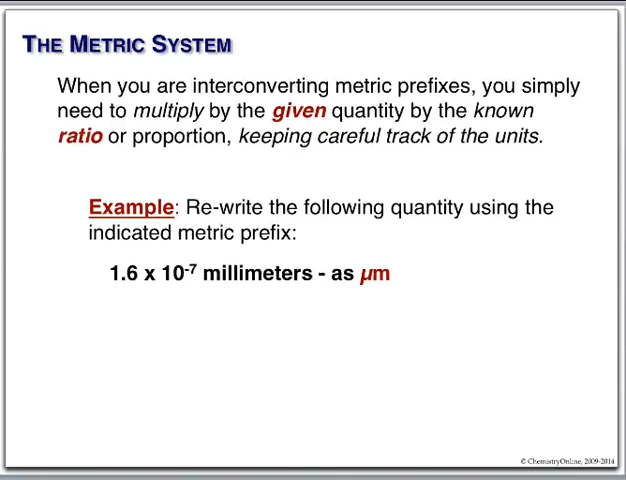 THE METRIC SYSTEM
When you are interconverting metric prefixes, you simply
need to multiply by the given quantity by the known
ratio or proportion, keeping careful track of the units.
Example: Re-write the following quantity using the
indicated metric prefix:
1.6 x 10⁻⁷ millimeters - as µm
© ChemistryOnline, 2009-2014